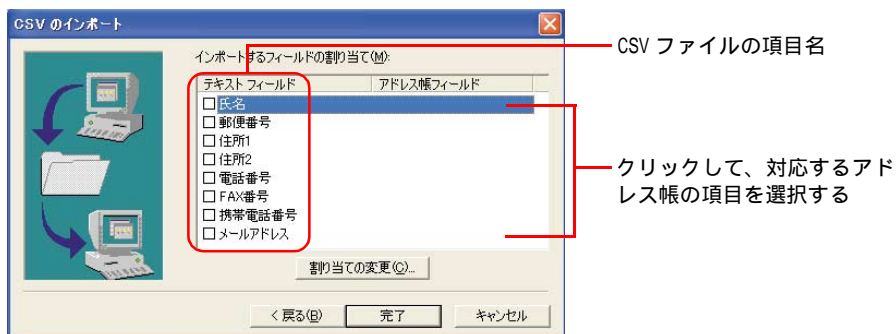 CSV のインポート
インポートするフィールドの割り当て(M):
テキスト フィールド
アドレス帳フィールド
氏名
郵便番号
住所1
住所2
電話番号
FAX番号
携帯電話番号
メールアドレス
割り当ての変更(C)...
< 戻る(B)
完了
キャンセル
CSV ファイルの項目名
クリックして、対応するアド
レス帳の項目を選択する